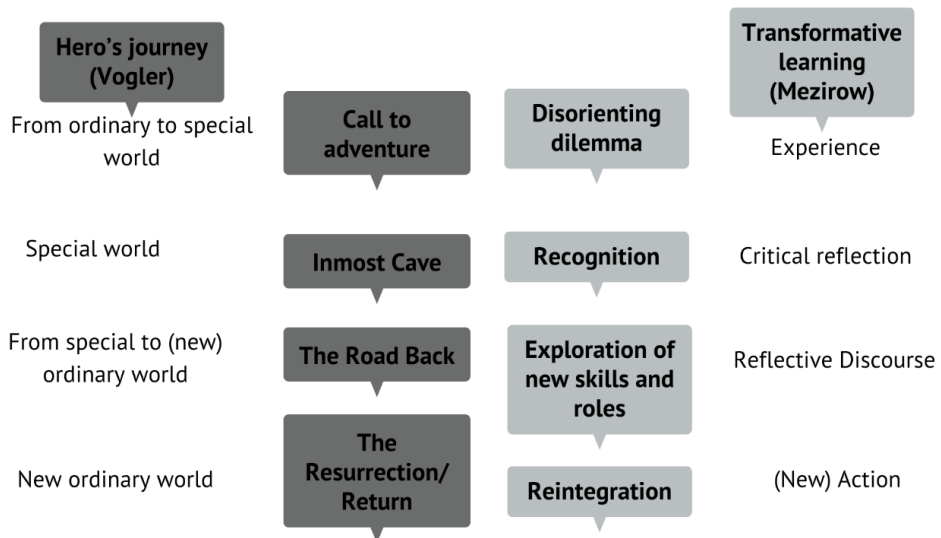 Hero's journey
(Vogler)
Transformative
learning
(Mezirow)
From ordinary to special
world
Call to
adventure
Disorienting
dilemma
Experience
Special world
Inmost Cave
Recognition
Critical reflection
From special to (new)
ordinary world
The Road Back
Exploration of
new skills and
roles
Reflective Discourse
New ordinary world
The
Resurrection/
Return
Reintegration
(New) Action